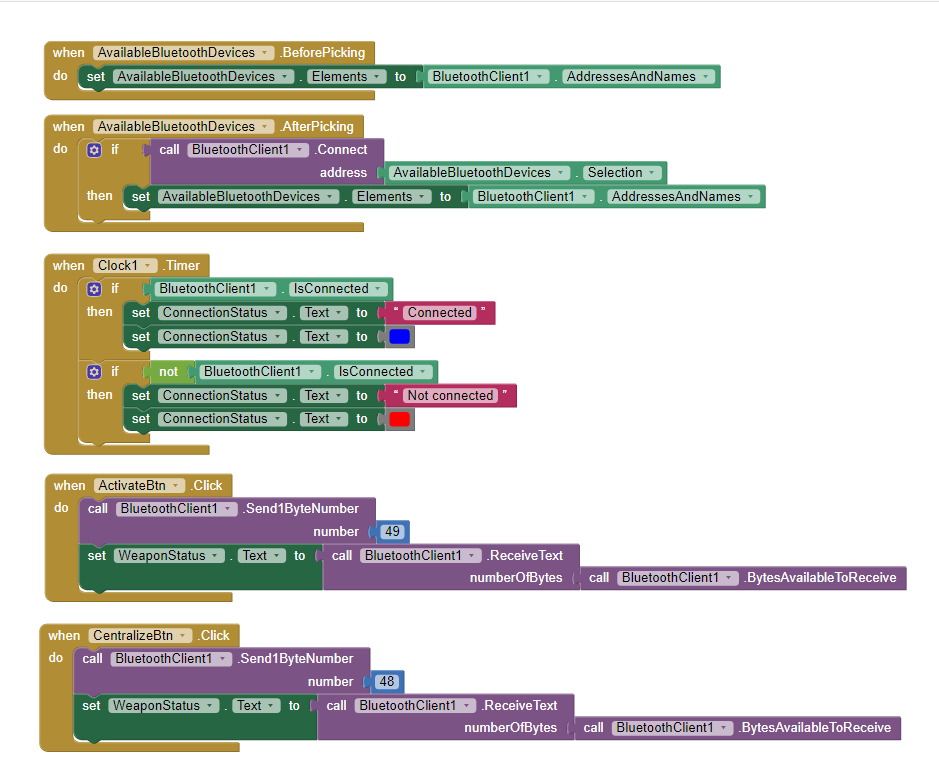 when AvailableBluetoothDevices .BeforePicking
do set AvailableBluetoothDevices . Elements to BluetoothClient1 . AddressesAndNames
when AvailableBluetoothDevices .AfterPicking
do if call BluetoothClient1 .Connect
address AvailableBluetoothDevices . Selection
then set AvailableBluetoothDevices . Elements to BluetoothClient1 . AddressesAndNames
when Clock1 .Timer
do if BluetoothClient1 . IsConnected
then set ConnectionStatus . Text to “ Connected ”
set ConnectionStatus . Text to
if not BluetoothClient1 . IsConnected
then set ConnectionStatus . Text to “ Not connected ”
set ConnectionStatus . Text to
when ActivateBtn .Click
do call BluetoothClient1 .Send1ByteNumber
number 49
set WeaponStatus . Text to call BluetoothClient1 .ReceiveText
numberOfBytes call BluetoothClient1 .BytesAvailableToReceive
when CentralizeBtn .Click
do call BluetoothClient1 .Send1ByteNumber
number 48
set WeaponStatus . Text to call BluetoothClient1 .ReceiveText
numberOfBytes call BluetoothClient1 .BytesAvailableToReceive